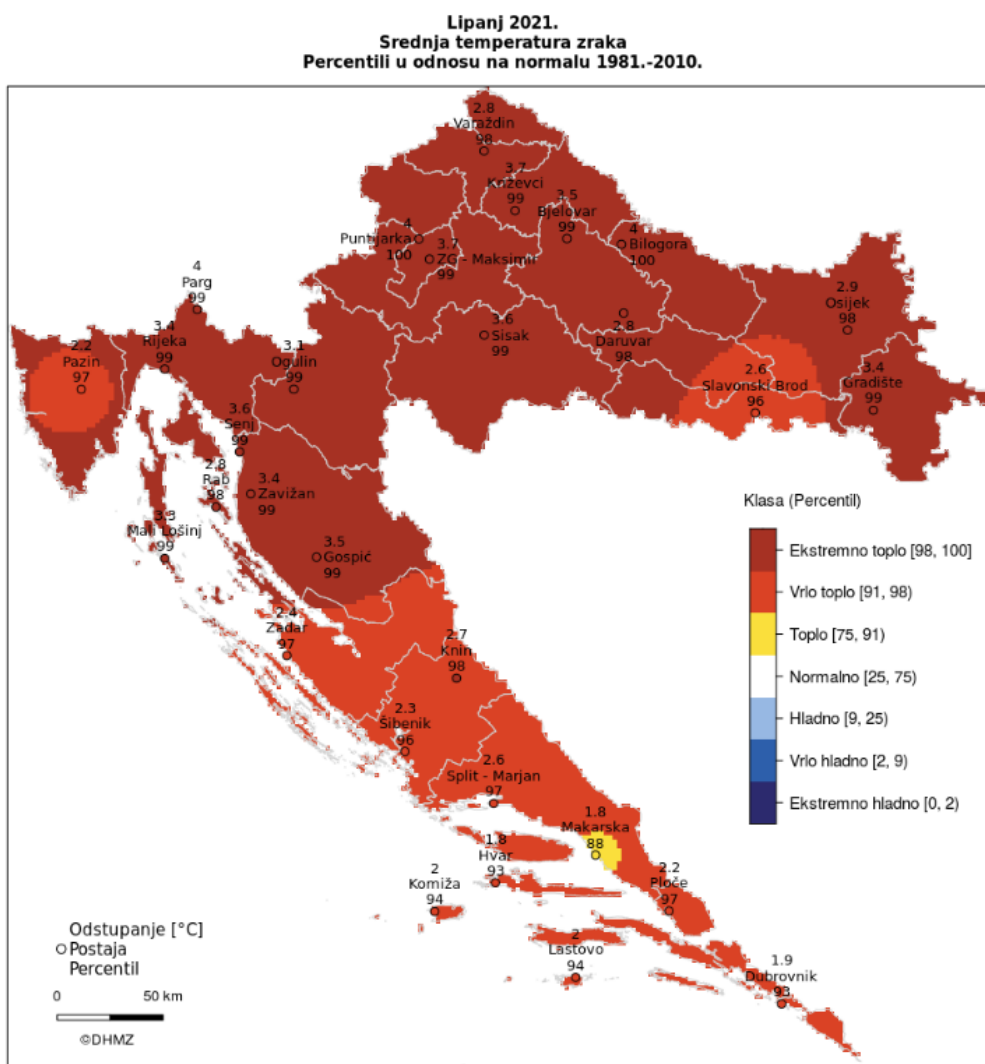 Lipanj 2021.
Srednja temperatura zraka
Percentili u odnosu na normalu 1981.-2010.
2.8
Varaždin
98
3.7
Križevci
99
3.5
Bjelovar
99
4
Puntijarka
100
3.7
ZG - Maksimir
99
4
Bilogora
100
4
Parg
99
2.9
Osijek
98
3.4
Rijeka
99
2.2
Pazin
97
3.1
Ogulin
99
3.6
Sisak
99
2.8
Daruvar
98
2.6
Slavonski Brod
96
3.4
Gradište
99
3.6
Senj
99
2.8
Rab
98
3.4
Zavižan
99
3.3
Mali Lošinj
99
3.5
Gospić
99
2.4
Zadar
97
2.7
Knin
98
2.3
Šibenik
96
2.6
Split - Marjan
97
1.8
Makarska
88
1.8
Hvar
93
2
Komiža
94
2.2
Ploče
97
2
Lastovo
94
1.9
Dubrovnik
93
Klasa (Percentil)
Ekstremno toplo [98, 100]
Vrlo toplo [91, 98)
Toplo [75, 91)
Normalno [25, 75)
Hladno [9, 25)
Vrlo hladno [2, 9)
Ekstremno hladno [0, 2)
Odstupanje [°C]
Postaja
Percentil
0 50 km
©DHMZ